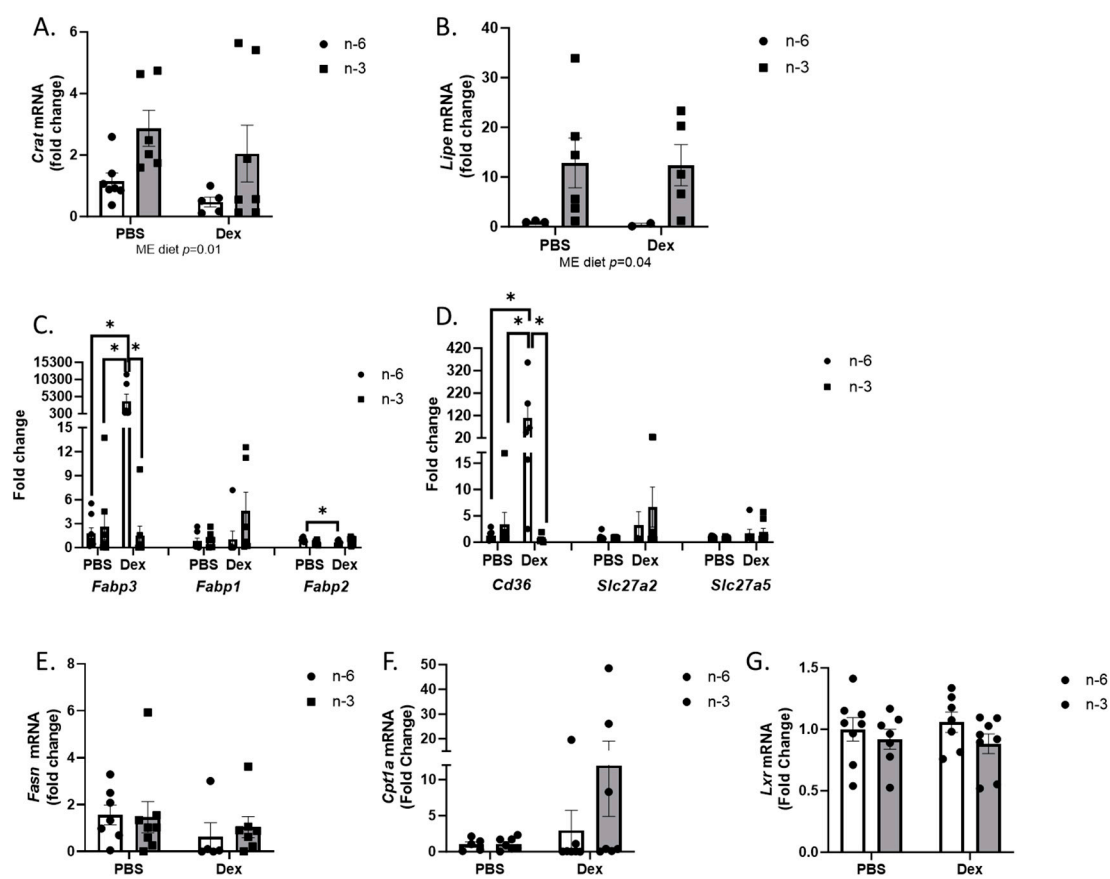 A.
6
4
2
0
Crat mRNA
(fold change)
n-6
n-3
PBS Dex
ME diet p=0.01
B.
40
30
20
10
0
Lipe mRNA
(fold change)
n-6
n-3
PBS Dex
ME diet p=0.04
C.
* * *
15300
10300
5300
300
15
12
9
6
3
0
Fold change
*
n-6
n-3
PBS Dex PBS Dex PBS Dex
Fabp3 Fabp1 Fabp2
D.
* * *
420
320
220
120
20
15
10
5
0
Fold change
n-6
n-3
PBS Dex PBS Dex PBS Dex
Cd36 Slc27a2 Slc27a5
E.
8
6
4
2
0
Fasn mRNA
(fold change)
n-6
n-3
PBS Dex
F.
50
40
30
20
10
5
0
Cpt1a mRNA
(Fold Change)
n-6
n-3
PBS Dex
G.
1.5
1.0
0.5
0.0
Lxr mRNA
(Fold Change)
n-6
n-3
PBS Dex